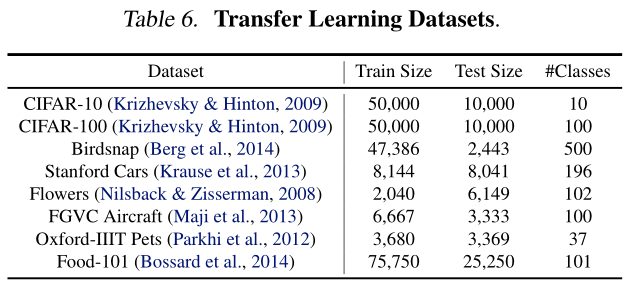 Table 6. Transfer Learning Datasets.
Dataset Train Size Test Size #Classes
CIFAR-10 (Krizhevsky & Hinton, 2009) 50,000 10,000 10
CIFAR-100 (Krizhevsky & Hinton, 2009) 50,000 10,000 100
Birdsnap (Berg et al., 2014) 47,386 2,443 500
Stanford Cars (Krause et al., 2013) 8,144 8,041 196
Flowers (Nilsback & Zisserman, 2008) 2,040 6,149 102
FGVC Aircraft (Maji et al., 2013) 6,667 3,333 100
Oxford-IIIT Pets (Parkhi et al., 2012) 3,680 3,369 37
Food-101 (Bossard et al., 2014) 75,750 25,250 101